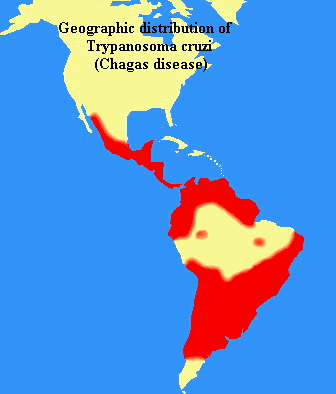 Geographic distribution of
Trypanosoma cruzi
(Chagas disease)